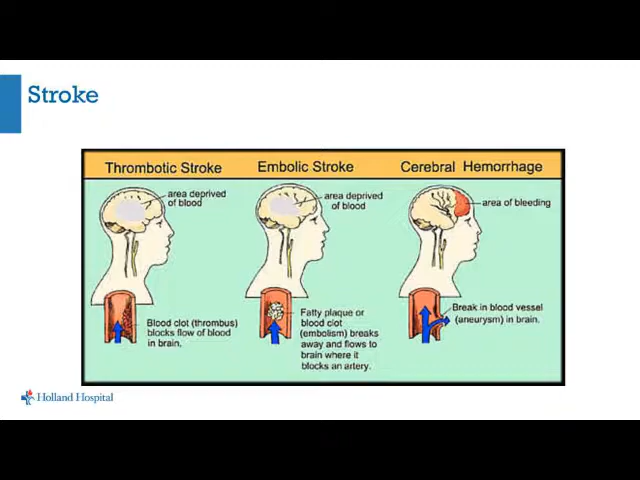 Stroke
Thrombotic Stroke
Embolic Stroke
Cerebral Hemorrhage
area deprived
of blood
area deprived
of blood
area of bleeding
Blood clot (thrombus)
blocks flow of blood
in brain.
Fatty plaque or
blood clot
(embolism) breaks
away and flows to
brain where it
blocks an artery.
Break in blood vessel
(aneurysm) in brain.
Holland Hospital